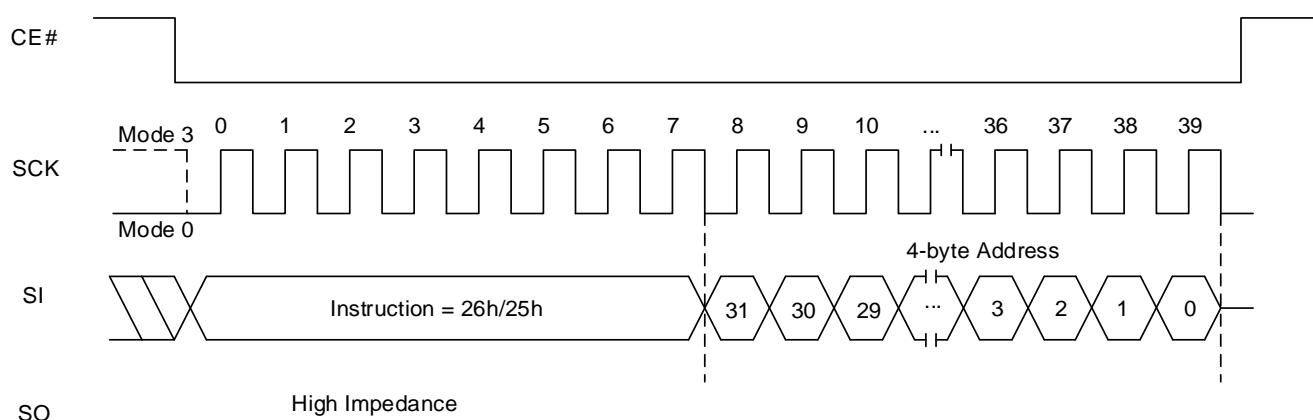 CE#
0 1 2 3 4 5 6 7 8 9 10 ... 36 37 38 39
Mode 3
SCK
Mode 0
4-byte Address
SI
Instruction = 26h/25h 31 30 29 ... 3 2 1 0
High Impedance
SO